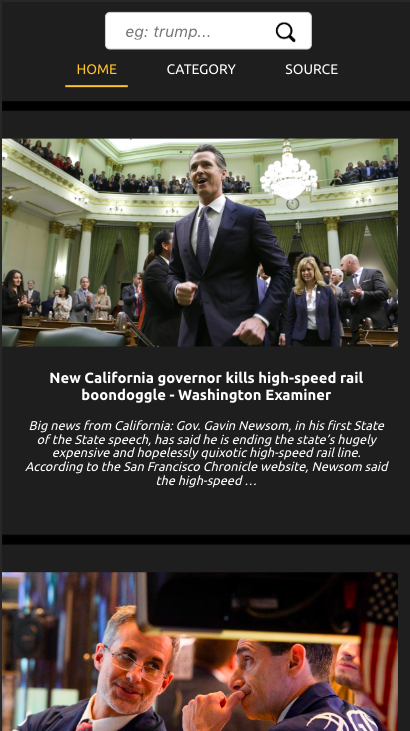 eg: trump...
HOME CATEGORY SOURCE
New California governor kills high-speed rail
boondoggle - Washington Examiner
Big news from California: Gov. Gavin Newsom, in his first State
of the State speech, has said he is ending the state’s hugely
expensive and hopelessly quixotic high-speed rail line.
According to the San Francisco Chronicle website, Newsom said
the high-speed …